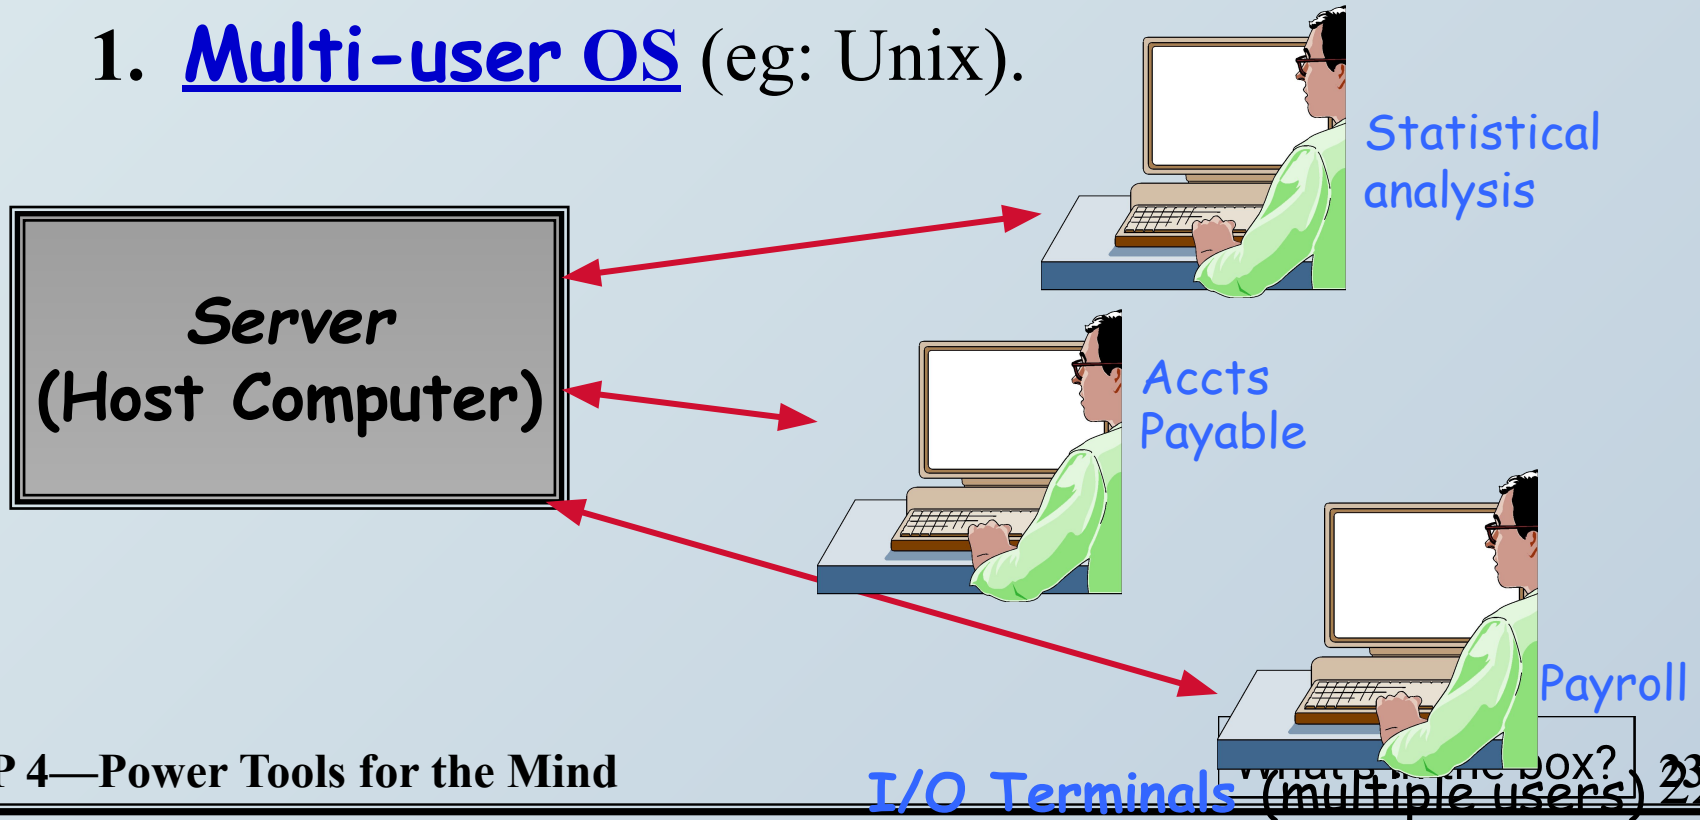 1. Multi-user OS (eg: Unix).
Statistical
analysis
Server
(Host Computer)
Accts
Payable
Payroll
P 4—Power Tools for the Mind
box?
I/O Terminals (multiple users)